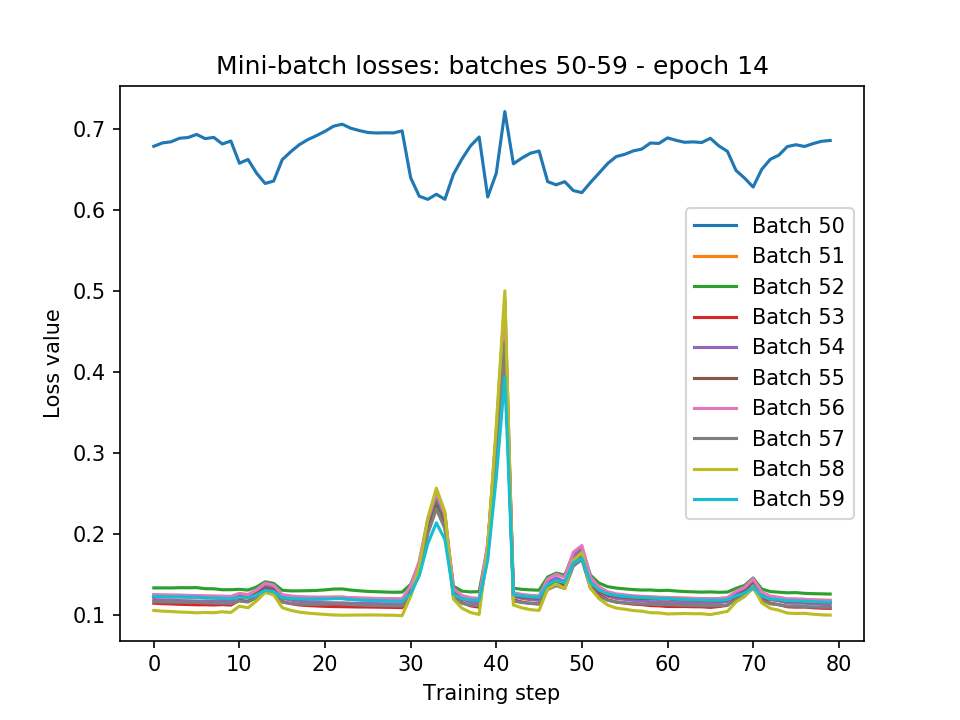 Mini-batch losses: batches 50-59 - epoch 14
Loss value
0.7
0.6
0.5
0.4
0.3
0.2
0.1
Batch 50
Batch 51
Batch 52
Batch 53
Batch 54
Batch 55
Batch 56
Batch 57
Batch 58
Batch 59
0 10 20 30 40 50 60 70 80
Training step